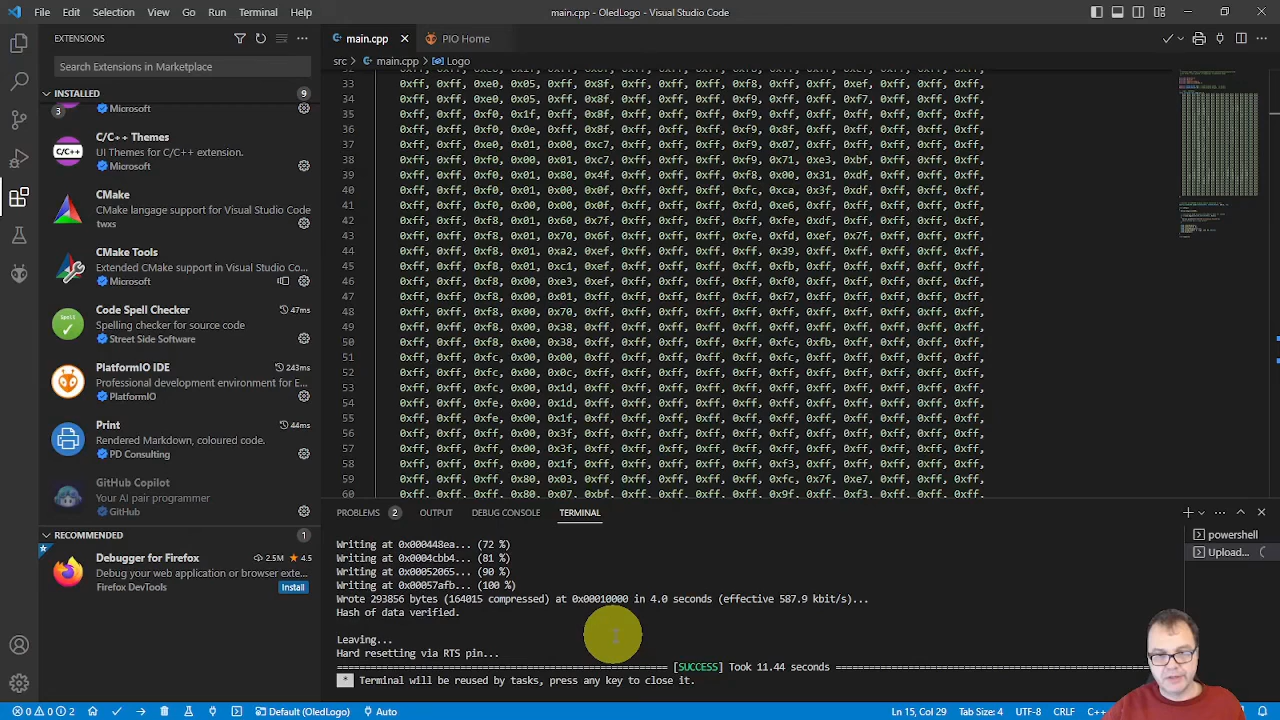 File Edit Selection View Go Run Terminal Help
main.cpp - OledLogo - Visual Studio Code
EXTENSIONS
Search Extensions in Marketplace
INSTALLED 9
3
Microsoft
C/C++ Themes
UI Themes for C/C++ extension.
Microsoft
CMake
CMake langage support for Visual Studio Code
twxs
CMake Tools
Extended CMake support in Visual Studio Co...
Microsoft
Code Spell Checker 47ms
Spelling checker for source code
Street Side Software
PlatformIO IDE 243ms
Professional development environment for E...
PlatformIO
Print 44ms
Rendered Markdown, coloured code.
PD Consulting
GitHub Copilot
Your AI pair programmer
GitHub
RECOMMENDED 1
Debugger for Firefox 2.5M 4.5
Debug your web application or browser exte...
Firefox DevTools Install
main.cpp PIO Home
src > main.cpp > Logo
33 0xff, 0xff, 0xe0, 0x05, 0xff, 0x8f, 0xff, 0xff, 0xff, 0xf8, 0xff, 0xff, 0xef, 0xff, 0xff, 0xff,
34 0xff, 0xff, 0xe0, 0x05, 0xff, 0x8f, 0xff, 0xff, 0xff, 0xf9, 0xff, 0xff, 0xf7, 0xff, 0xff, 0xff,
35 0xff, 0xff, 0xf0, 0x1f, 0xff, 0x8f, 0xff, 0xff, 0xff, 0xf9, 0xff, 0xff, 0xff, 0xff, 0xff, 0xff,
36 0xff, 0xff, 0xf0, 0x0e, 0xff, 0x8f, 0xff, 0xff, 0xff, 0xf9, 0x8f, 0xff, 0xff, 0xff, 0xff, 0xff,
37 0xff, 0xff, 0xe0, 0x01, 0x00, 0xc7, 0xff, 0xff, 0xff, 0xf9, 0x07, 0xff, 0xff, 0xff, 0xff, 0xff,
38 0xff, 0xff, 0xf0, 0x00, 0x01, 0xc7, 0xff, 0xff, 0xff, 0xf9, 0x71, 0xe3, 0xbf, 0xff, 0xff, 0xff,
39 0xff, 0xff, 0xf0, 0x01, 0x80, 0x4f, 0xff, 0xff, 0xff, 0xf8, 0x00, 0x31, 0xdf, 0xff, 0xff, 0xff,
40 0xff, 0xff, 0xf0, 0x01, 0x00, 0x0f, 0xff, 0xff, 0xff, 0xfc, 0xca, 0x3f, 0xdf, 0xff, 0xff, 0xff,
41 0xff, 0xff, 0xf0, 0x00, 0x00, 0x0f, 0xff, 0xff, 0xff, 0xfd, 0xe6, 0xff, 0xdf, 0xff, 0xff, 0xff,
42 0xff, 0xff, 0xf8, 0x01, 0x60, 0x7f, 0xff, 0xff, 0xff, 0xff, 0xfe, 0xdf, 0xff, 0xff, 0xff, 0xff,
43 0xff, 0xff, 0xf8, 0x01, 0x70, 0xef, 0xff, 0xff, 0xff, 0xff, 0x7d, 0xef, 0x7f, 0xff, 0xff, 0xff,
44 0xff, 0xff, 0xf8, 0x01, 0xa2, 0xef, 0xff, 0xff, 0xff, 0xff, 0x39, 0xff, 0xff, 0xff, 0xff, 0xff,
45 0xff, 0xff, 0xf8, 0x01, 0xc1, 0xef, 0xff, 0xff, 0xff, 0xff, 0xfb, 0xff, 0xff, 0xff, 0xff, 0xff,
46 0xff, 0xff, 0xf8, 0x00, 0xe3, 0xef, 0xff, 0xff, 0xff, 0xff, 0xf0, 0xff, 0xff, 0xff, 0xff, 0xff,
47 0xff, 0xff, 0xf8, 0x00, 0x01, 0xff, 0xff, 0xff, 0xff, 0xff, 0xf7, 0xff, 0xff, 0xff, 0xff, 0xff,
48 0xff, 0xff, 0xf8, 0x00, 0x70, 0xff, 0xff, 0xff, 0xff, 0xff, 0xff, 0xff, 0xff, 0xff, 0xff, 0xff,
49 0xff, 0xff, 0xf8, 0x00, 0x38, 0xff, 0xff, 0xff, 0xff, 0xff, 0xff, 0xff, 0xff, 0xff, 0xff, 0xff,
50 0xff, 0xff, 0xf8, 0x00, 0x38, 0xff, 0xff, 0xff, 0xff, 0xfc, 0xfb, 0xff, 0xff, 0xff, 0xff, 0xff,
51 0xff, 0xff, 0xfc, 0x00, 0x00, 0xff, 0xff, 0xff, 0xff, 0xfc, 0xff, 0xff, 0xff, 0xff, 0xff, 0xff,
52 0xff, 0xff, 0xfc, 0x00, 0x0c, 0xff, 0xff, 0xff, 0xff, 0xff, 0xff, 0xff, 0xff, 0xff, 0xff, 0xff,
53 0xff, 0xff, 0xfc, 0x00, 0x1d, 0xff, 0xff, 0xff, 0xff, 0xff, 0xff, 0xff, 0xff, 0xff, 0xff, 0xff,
54 0xff, 0xff, 0xfe, 0x00, 0x1d, 0xff, 0xff, 0xff, 0xff, 0xff, 0xff, 0xff, 0xff, 0xff, 0xff, 0xff,
55 0xff, 0xff, 0xff, 0x00, 0x1f, 0xff, 0xff, 0xff, 0xff, 0xff, 0xff, 0xff, 0xff, 0xff, 0xff, 0xff,
56 0xff, 0xff, 0xff, 0x00, 0x3f, 0xff, 0xff, 0xff, 0xff, 0xff, 0xff, 0xff, 0xff, 0xff, 0xff, 0xff,
57 0xff, 0xff, 0xff, 0x00, 0x3f, 0xff, 0xff, 0xff, 0xff, 0xff, 0xff, 0xff, 0xff, 0xff, 0xff, 0xff,
58 0xff, 0xff, 0xff, 0x00, 0x1f, 0xff, 0xff, 0xff, 0xff, 0xff, 0xf3, 0xff, 0xff, 0xff, 0xff, 0xff,
59 0xff, 0xff, 0xff, 0x80, 0x03, 0xff, 0xff, 0xff, 0xff, 0xfc, 0x7f, 0xff, 0xe7, 0xff, 0xff, 0xff,
60 0xff, 0xff, 0xff, 0x80, 0x07, 0xbf, 0xff, 0xff, 0xff, 0xff, 0x9f, 0xff, 0xf3, 0xff, 0xff, 0xff,
PROBLEMS 2 OUTPUT DEBUG CONSOLE TERMINAL
Writing at 0x000448ea... (72 %)
Writing at 0x0004cbb4... (81 %)
Writing at 0x00052065... (90 %)
Writing at 0x00057afb... (100 %)
Wrote 293856 bytes (164015 compressed) at 0x00010000 in 4.0 seconds (effective 587.9 kbit/s)...
Hash of data verified.
Leaving...
Hard resetting via RTS pin...
[SUCCESS] Took 11.44 seconds
* Terminal will be reused by tasks, press any key to close it.
powershell
Upload...
0 0 2 Default (OledLogo) Auto
Ln 15, Col 29 Tab Size: 4 UTF-8 CRLF C++